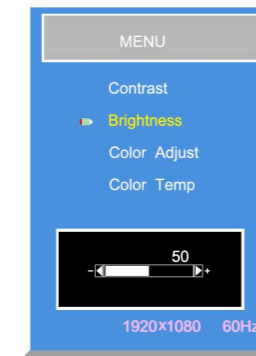 MENU
Contrast
Brightness
Color Adjust
Color Temp
50
- +
1920×1080 60Hz